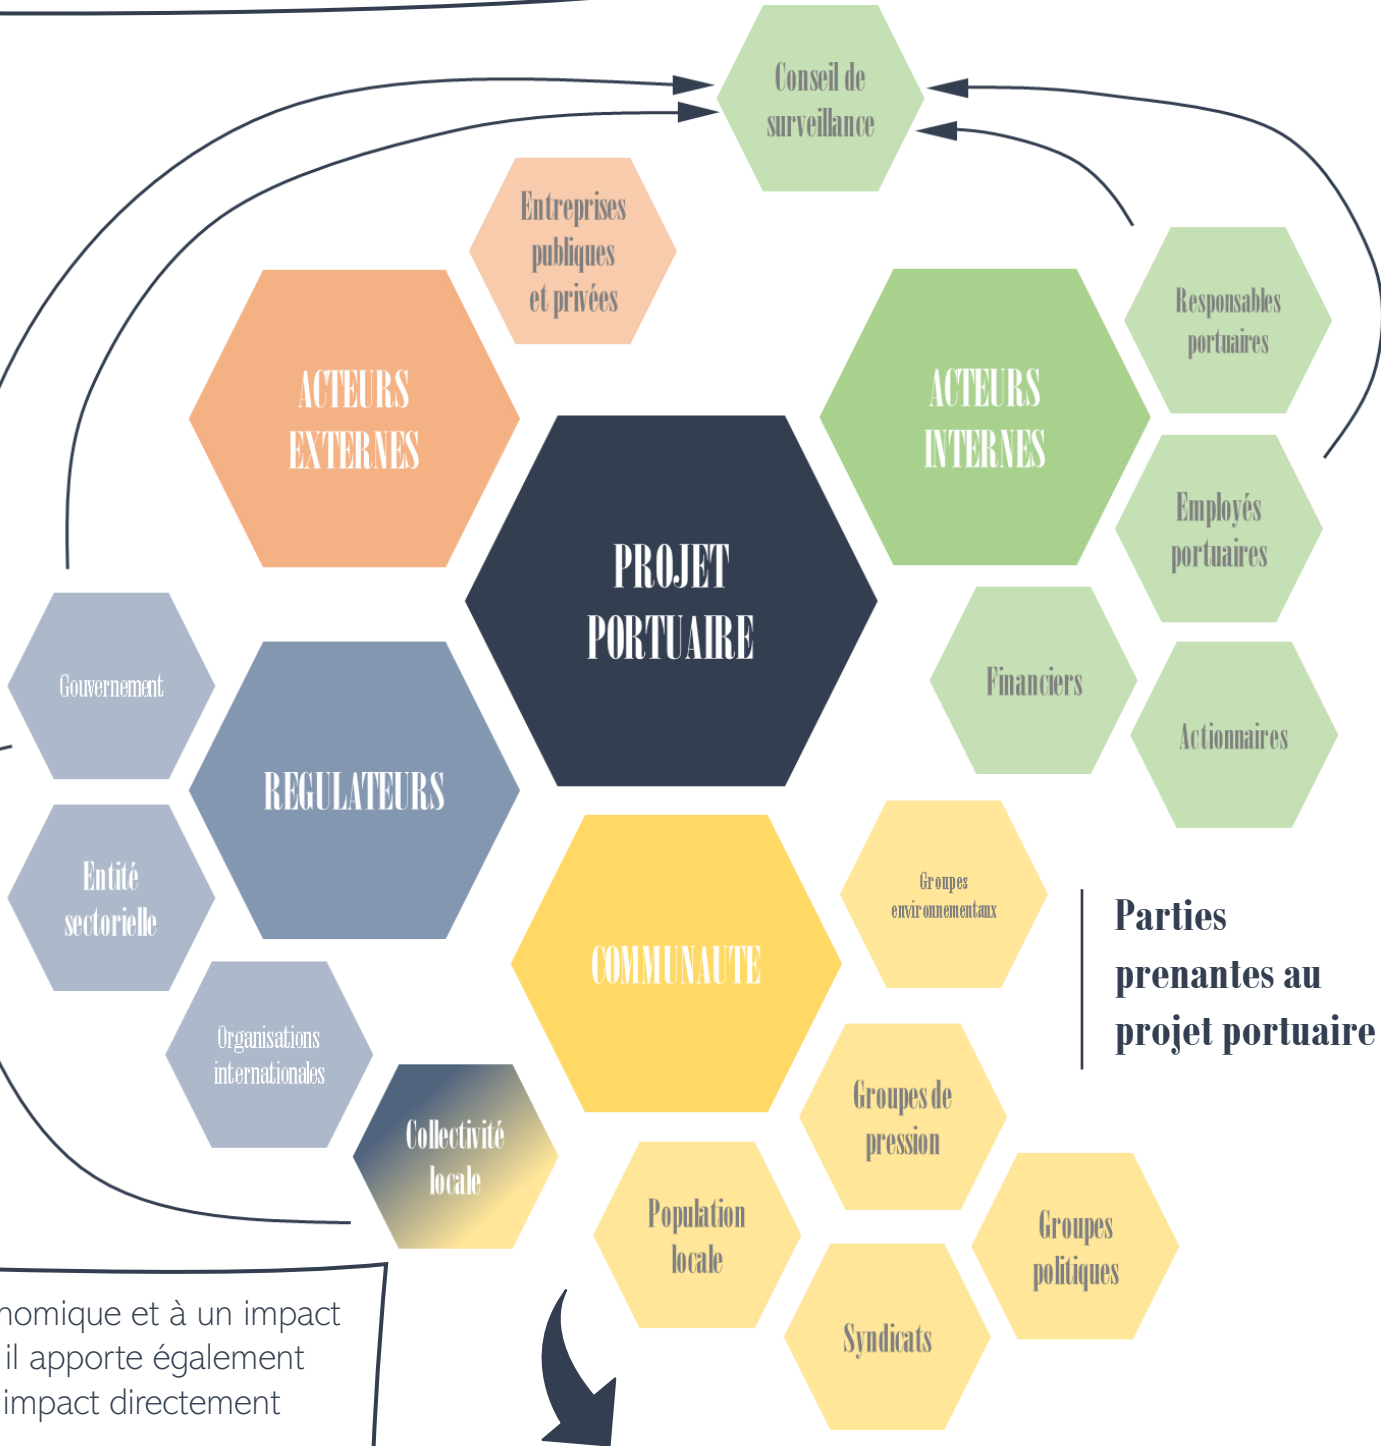 Conseil de
surveillance
Entreprises
publiques
et privées
Responsables
portuaires
ACTEURS
EXTERNES
ACTEURS
INTERNES
Employés
portuaires
PROJET
PORTUAIRE
Gouvernement
Financiers
Actionnaires
REGULATEURS
Entité
sectorielle
Groupes
environnementaux
COMMUNAUTE
Parties
prenantes au
projet portuaire
Organisations
internationales
Collectivité
locale
Groupes de
pression
Population
locale
Groupes
politiques
Syndicats
nomique et à un impact
il apporte également
impact directement